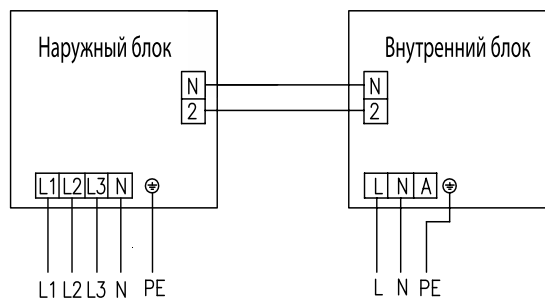 Наружный блок Внутренний блок
N N
2 2
L1 L2 L3 N L N A
L1 L2 L3 N PE L N PE